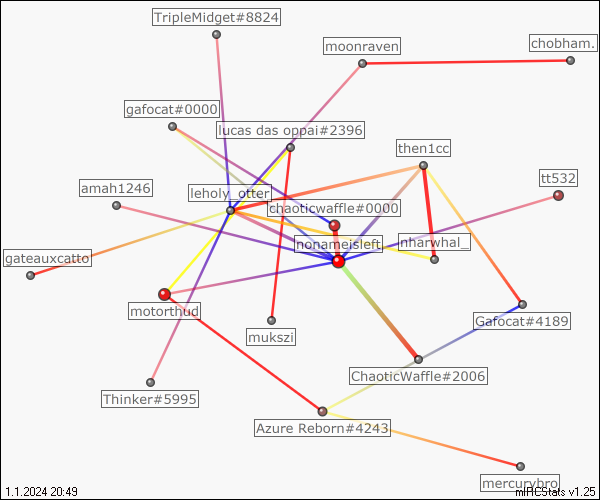 TripleMidget#8824
moonraven
chobham.
gafocat#0000
lucas das oppai#2396
then1cc
tt532
amah1246
leholy_otter
chaoticwaffle#0000
nonameisleft
nharwhal_
gateauxcatto
motorthud
mukszi
Gafocat#4189
ChaoticWaffle#2006
Thinker#5995
Azure Reborn#4243
mercurybro
1.1.2024 20:49
mIRCStats v1.25